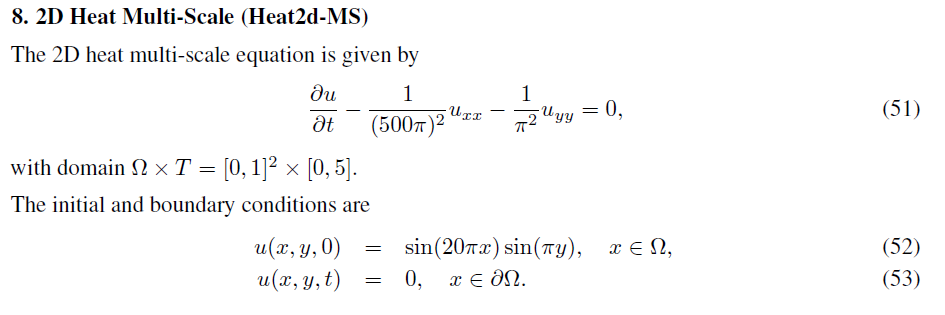 8. 2D Heat Multi-Scale (Heat2d-MS)
The 2D heat multi-scale equation is given by
∂u/∂t − 1/(500π)² u_xx − 1/π² u_yy = 0, (51)
with domain Ω × T = [0, 1]² × [0, 5].
The initial and boundary conditions are
u(x, y, 0) = sin(20πx) sin(πy), x ∈ Ω, (52)
u(x, y, t) = 0, x ∈ ∂Ω. (53)